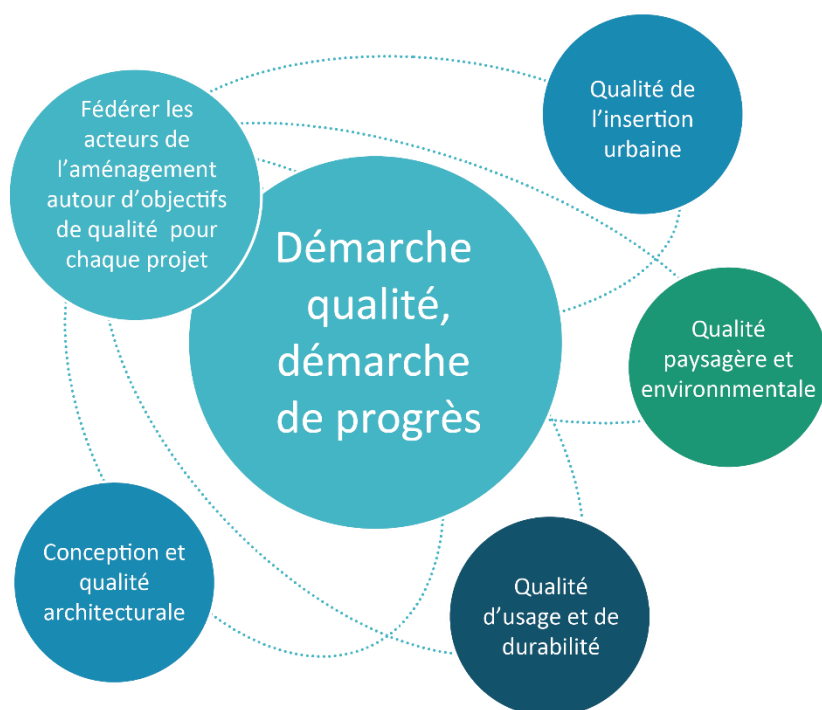 Fédérer les
acteurs de
l’aménagement
autour d’objectifs
de qualité pour
chaque projet
Qualité de
l’insertion
urbaine
Démarche
qualité,
démarche
de progrès
Qualité
paysagère et
environnmentale
Conception et
qualité
architecturale
Qualité
d’usage et de
durabilité